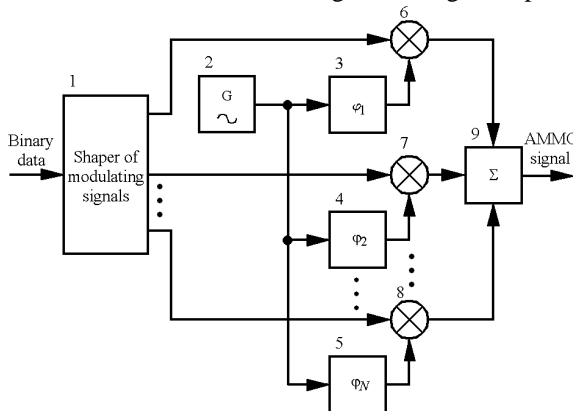 6
1
2
3
G
φ1
Binary
data
Shaper of
modulating
signals
7
9
AMMC
signal
Σ
4
φ2
8
5
φN